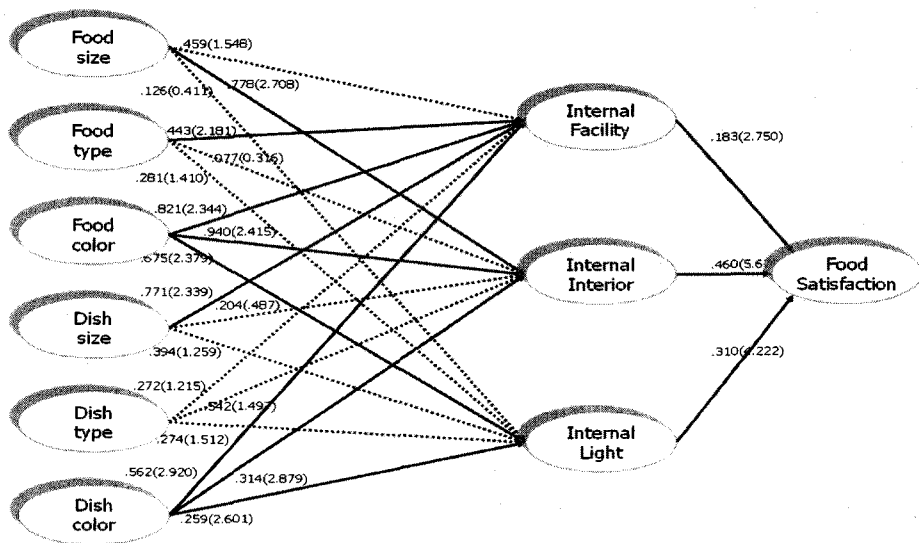 Food
size
.459(1.548)
.778(2.708)
.126(0.411)
Internal
Facility
Food
type
.443(2.181)
.077(0.316)
.281(1.410)
.183(2.750)
Food
color
.821(2.344)
.940(2.415)
.675(2.379)
Internal
Interior
.460(5.6
Food
Satisfaction
Dish
size
.771(2.339)
.204(.487)
.394(1.259)
.310(4.222)
Dish
type
.272(1.215)
.542(1.497)
.274(1.512)
Internal
Light
Dish
color
.562(2.920)
.314(2.879)
.259(2.601)